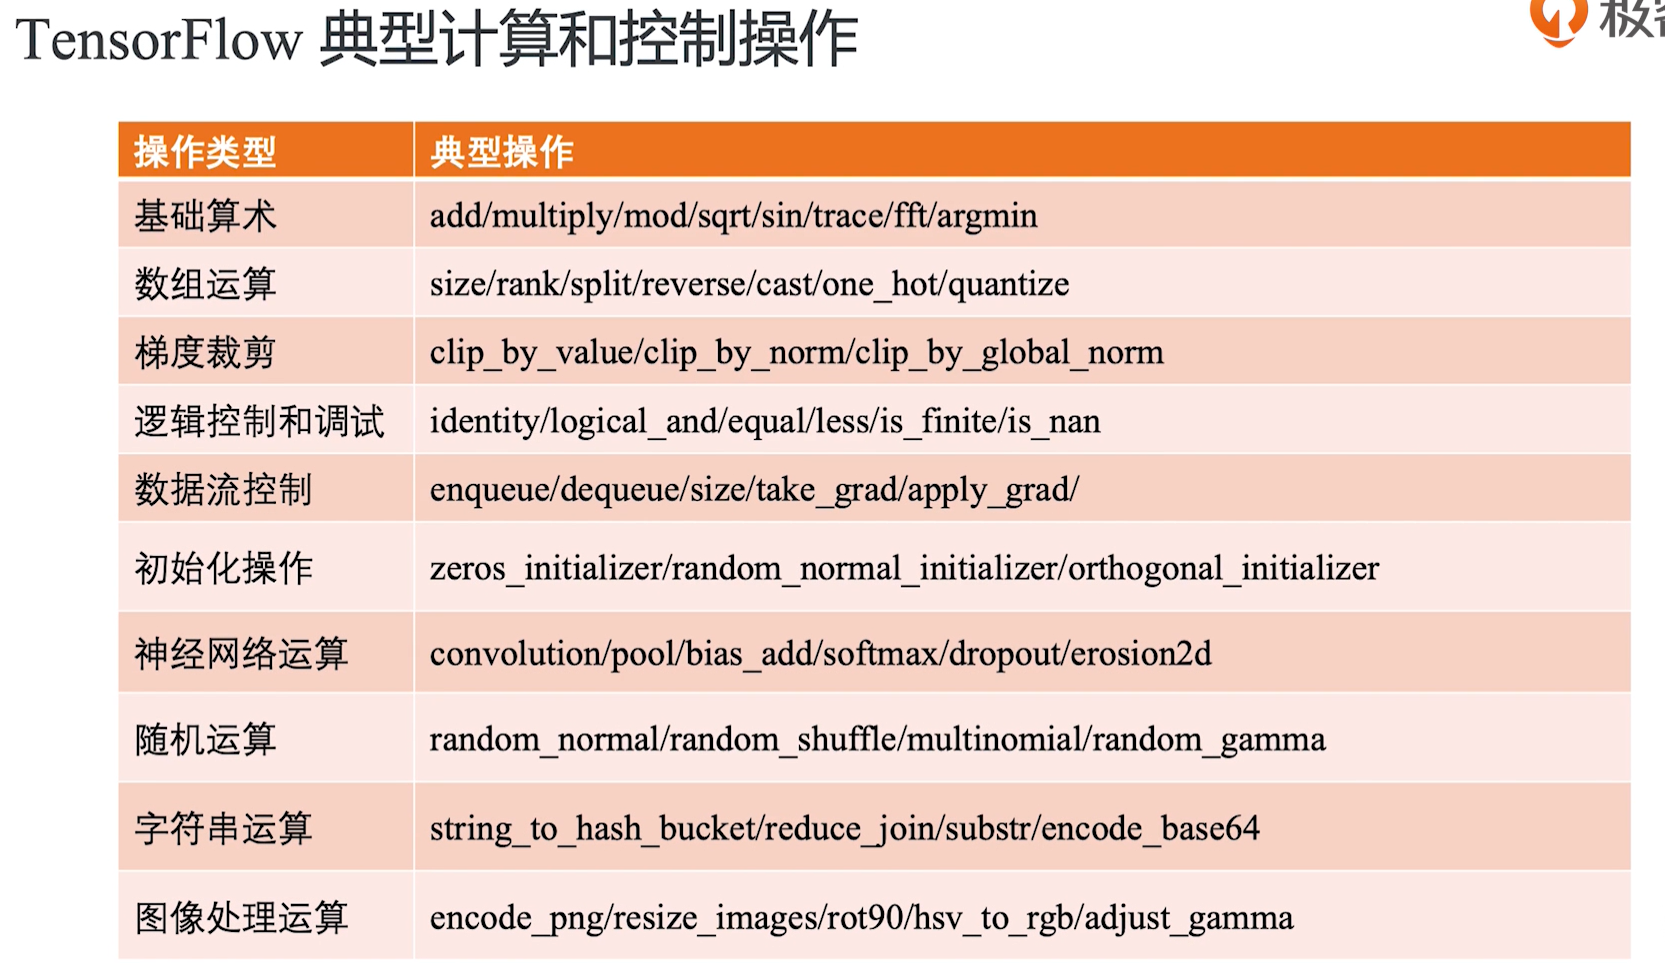 TensorFlow 典型计算和控制操作
极
操作类型 典型操作
基础算术 add/multiply/mod/sqrt/sin/trace/fft/argmin
数组运算 size/rank/split/reverse/cast/one_hot/quantize
梯度裁剪 clip_by_value/clip_by_norm/clip_by_global_norm
逻辑控制和调试 identity/logical_and/equal/less/is_finite/is_nan
数据流控制 enqueue/dequeue/size/take_grad/apply_grad/
初始化操作 zeros_initializer/random_normal_initializer/orthogonal_initializer
神经网络运算 convolution/pool/bias_add/softmax/dropout/erosion2d
随机运算 random_normal/random_shuffle/multinomial/random_gamma
字符串运算 string_to_hash_bucket/reduce_join/substr/encode_base64
图像处理运算 encode_png/resize_images/rot90/hsv_to_rgb/adjust_gamma